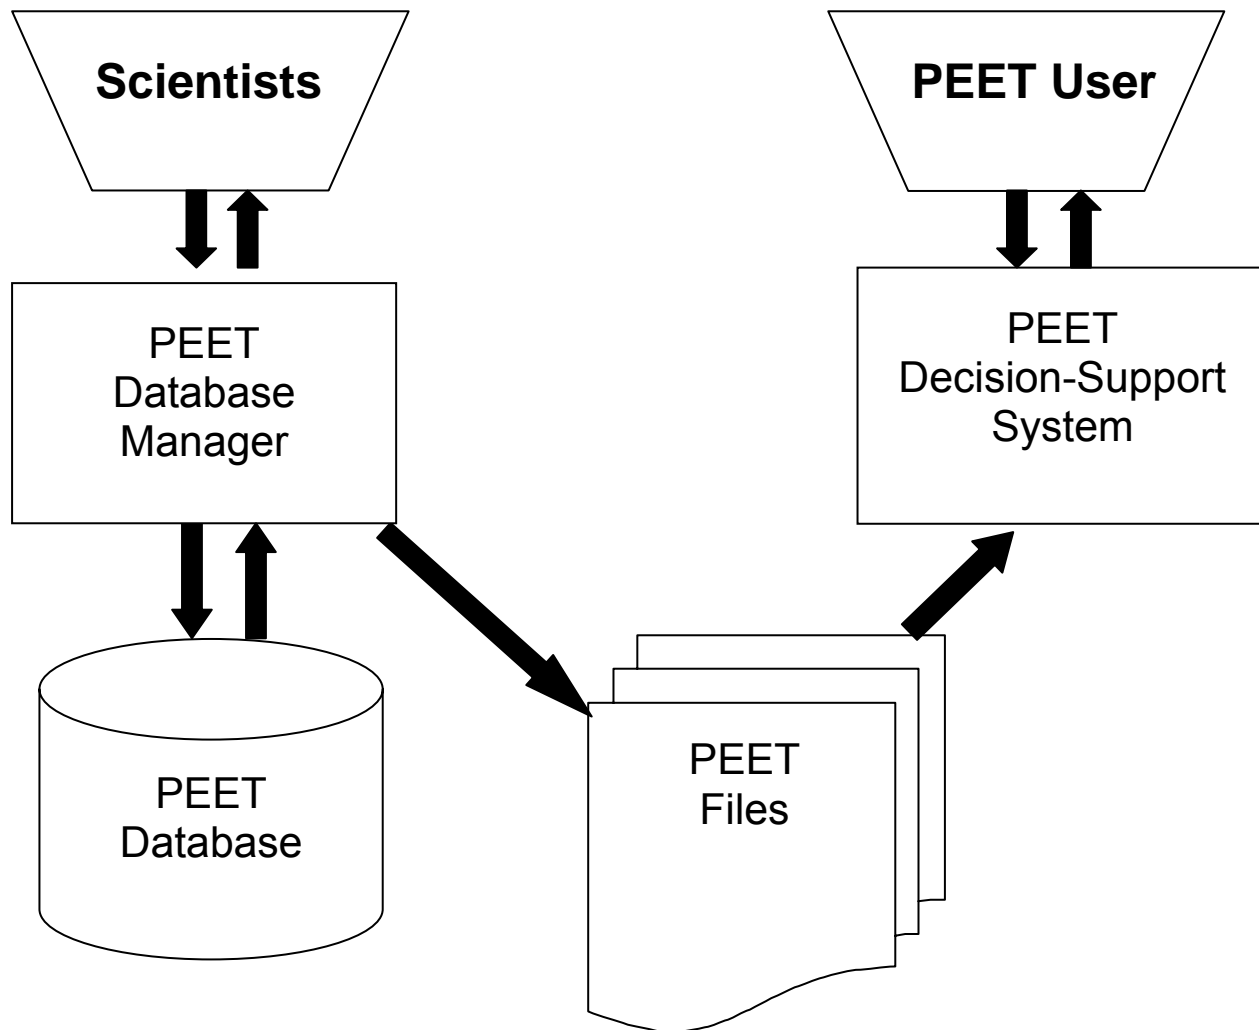 Scientists
PEET User
PEET
Database
Manager
PEET
Decision-Support
System
PEET
Database
PEET
Files